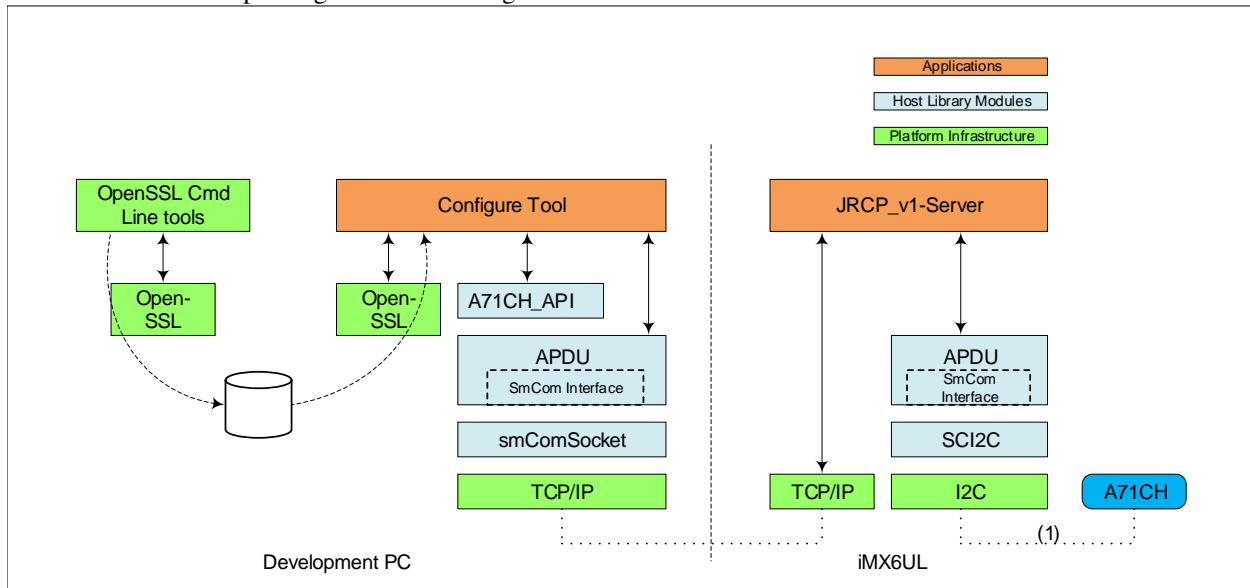 Applications
Host Library Modules
Platform Infrastructure
OpenSSL Cmd
Line tools
Configure Tool
JRCP_v1-Server
Open-
SSL
Open-
SSL
A71CH_API
APDU
SmCom Interface
APDU
SmCom
Interface
smComSocket
SCI2C
TCP/IP
TCP/IP
I2C
A71CH
(1)
Development PC
iMX6UL